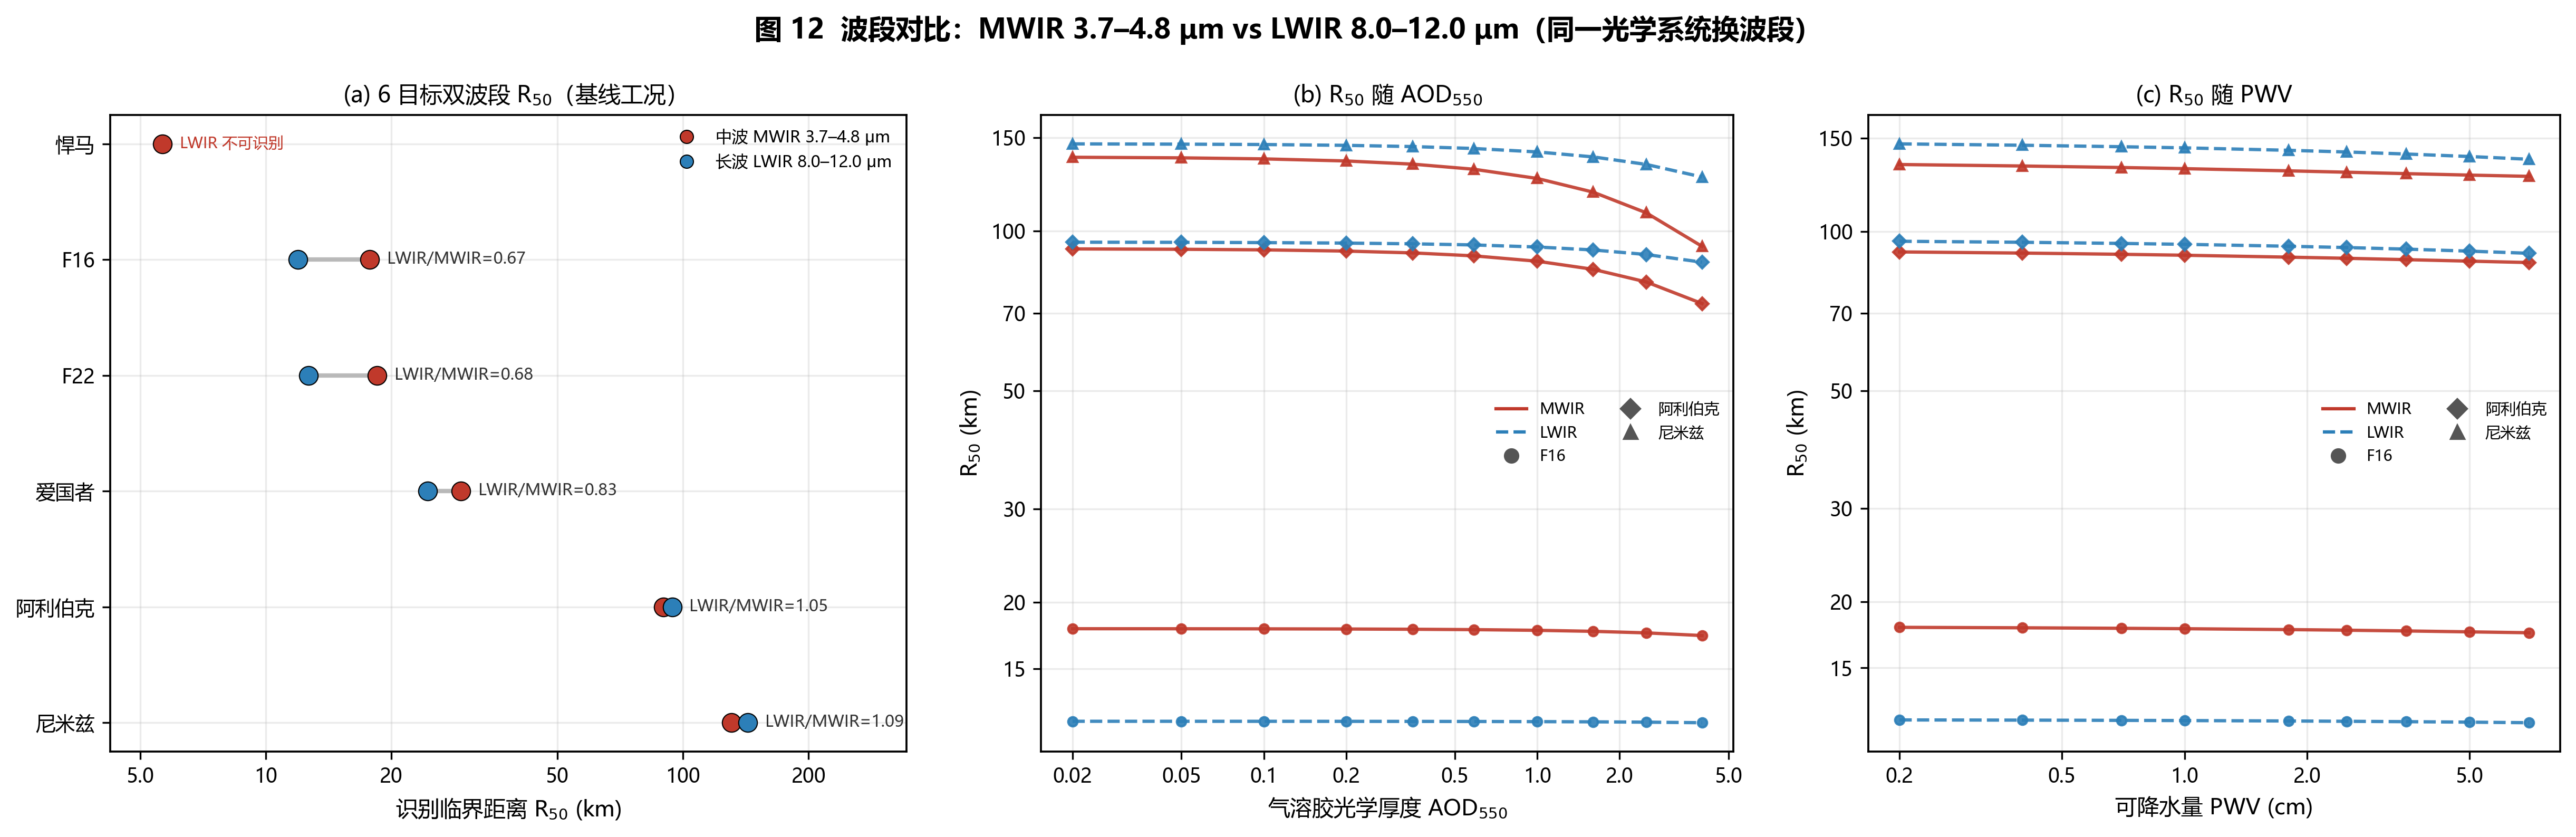 图 12  波段对比：MWIR 3.7–4.8 μm vs LWIR 8.0–12.0 μm（同一光学系统换波段）
(a) 6 目标双波段 R₅₀（基线工况）
中波 MWIR 3.7–4.8 μm
长波 LWIR 8.0–12.0 μm
悍马
LWIR 不可识别
F16
LWIR/MWIR=0.67
F22
LWIR/MWIR=0.68
爱国者
LWIR/MWIR=0.83
阿利伯克
LWIR/MWIR=1.05
尼米兹
LWIR/MWIR=1.09
5.0 10 20 50 100 200
识别临界距离 R₅₀ (km)
(b) R₅₀ 随 AOD₅₅₀
R₅₀ (km)
150
100
70
50
30
20
15
MWIR
LWIR
F16
阿利伯克
尼米兹
0.02 0.05 0.1 0.2 0.5 1.0 2.0 5.0
气溶胶光学厚度 AOD₅₅₀
(c) R₅₀ 随 PWV
R₅₀ (km)
150
100
70
50
30
20
15
MWIR
LWIR
F16
阿利伯克
尼米兹
0.2 0.5 1.0 2.0 5.0
可降水量 PWV (cm)